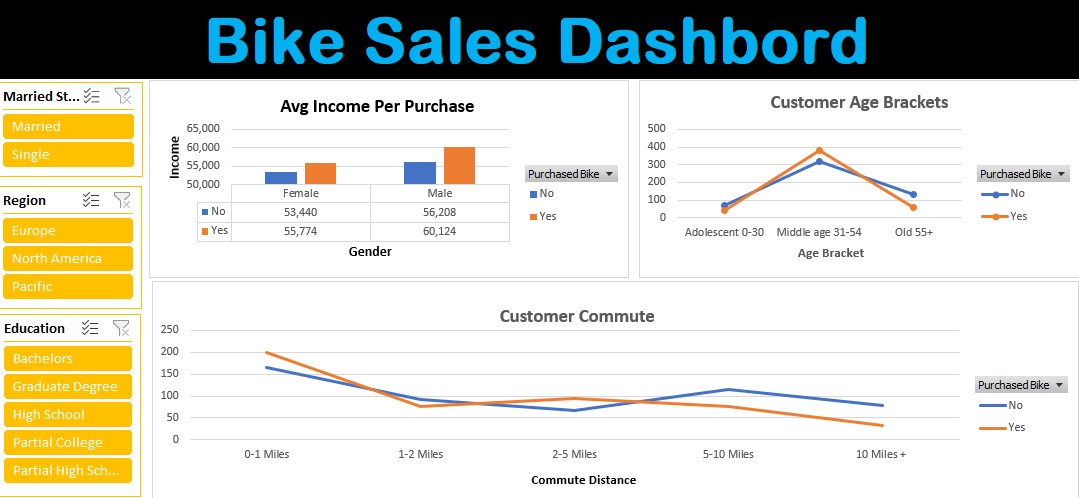 Bike Sales Dashbord
Married St...
Married
Single
Region
Europe
North America
Pacific
Education
Bachelors
Graduate Degree
High School
Partial College
Partial High Sch...
Avg Income Per Purchase
Income
65,000
60,000
55,000
50,000
Female Male
No 53,440 56,208
Yes 55,774 60,124
Gender
Purchased Bike
No
Yes
Customer Age Brackets
500
400
300
200
100
0
Adolescent 0-30 Middle age 31-54 Old 55+
Age Bracket
Purchased Bike
No
Yes
Customer Commute
250
200
150
100
50
0
0-1 Miles 1-2 Miles 2-5 Miles 5-10 Miles 10 Miles +
Commute Distance
Purchased Bike
No
Yes